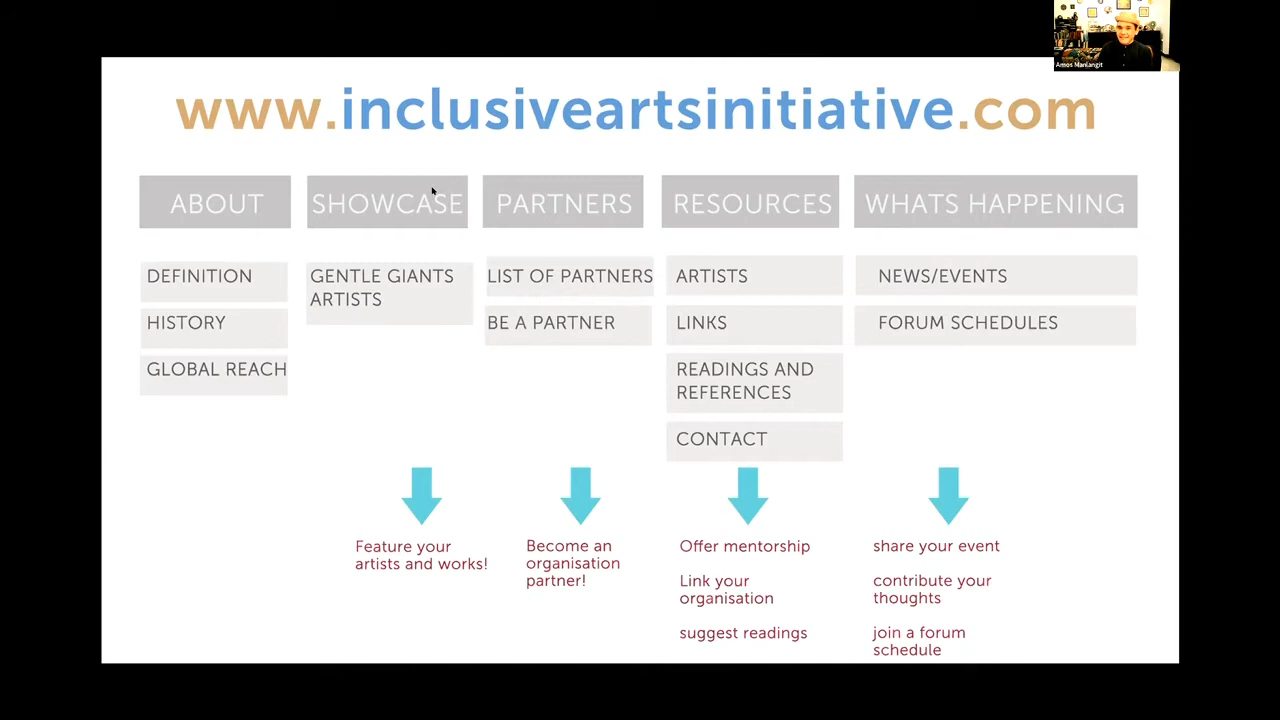 Amos Manlangit
www.inclusiveartsinitiative.com
ABOUT
SHOWCASE
PARTNERS
RESOURCES
WHATS HAPPENING
DEFINITION
HISTORY
GLOBAL REACH
GENTLE GIANTS
ARTISTS
LIST OF PARTNERS
BE A PARTNER
ARTISTS
LINKS
READINGS AND
REFERENCES
CONTACT
NEWS/EVENTS
FORUM SCHEDULES
Feature your
artists and works!
Become an
organisation
partner!
Offer mentorship
Link your
organisation
suggest readings
share your event
contribute your
thoughts
join a forum
schedule